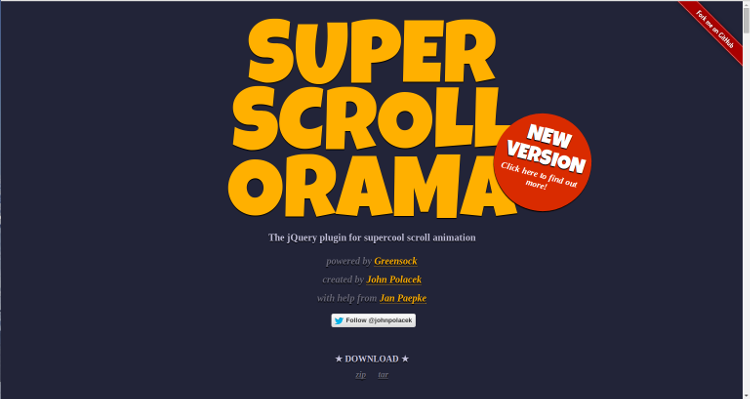 Fork me on GitHub
SUPER
SCROLL
ORAMA
NEW
VERSION
Click here to find out
more!
The jQuery plugin for supercool scroll animation
powered by Greensock
created by John Polacek
with help from Jan Paepke
Follow @johnpolacek
★ DOWNLOAD ★
zip tar